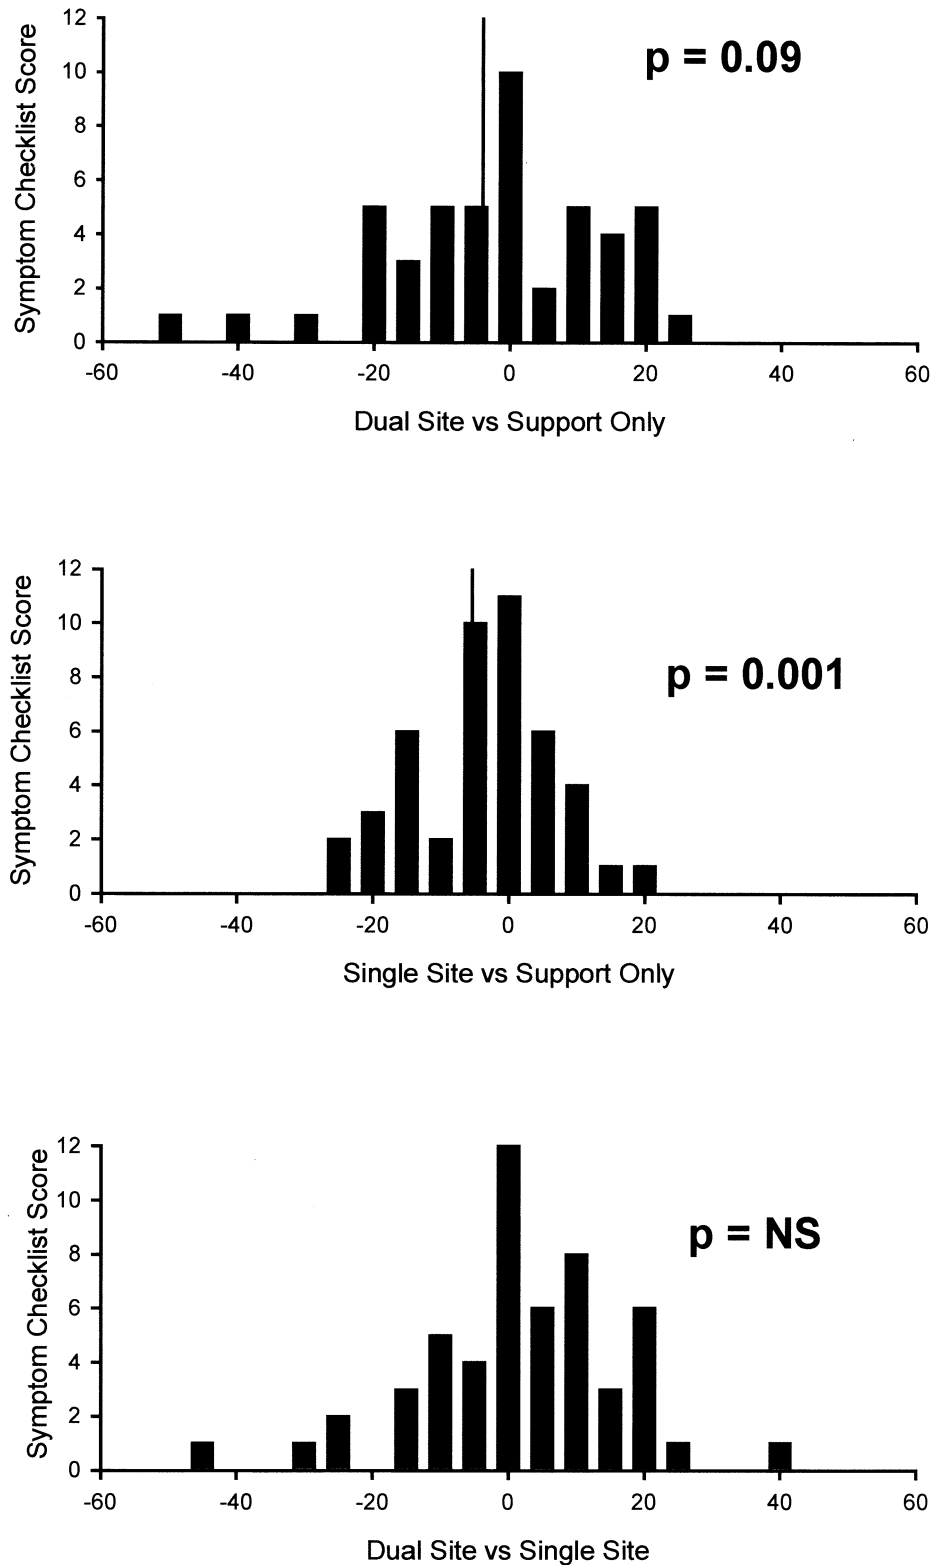 12
p = 0.09
10
8
6
4
2
0
Symptom Checklist Score
-60 -40 -20 0 20 40 60
Dual Site vs Support Only
12
10
p = 0.001
8
6
4
2
0
Symptom Checklist Score
-60 -40 -20 0 20 40 60
Single Site vs Support Only
12
10
p = NS
8
6
4
2
0
Symptom Checklist Score
-60 -40 -20 0 20 40 60
Dual Site vs Single Site